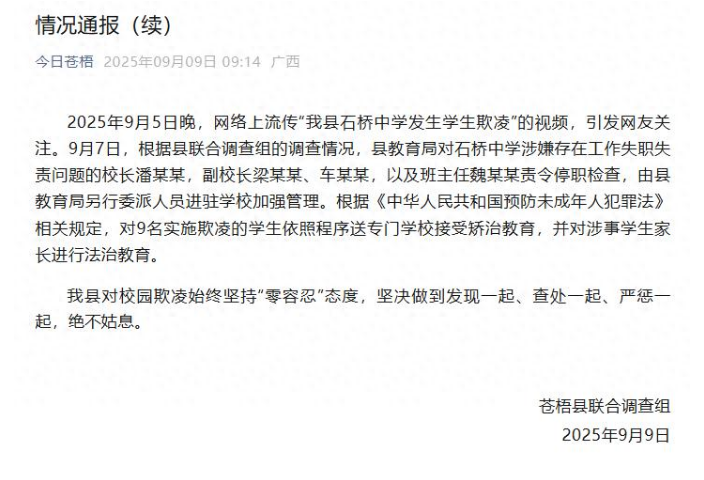 情况通报（续）
今日苍梧 2025年09月09日 09:14 广西
2025年9月5日晚，网络上流传“我县石桥中学发生学生欺凌”的视频，引发网友关
注。9月7日，根据县联合调查组的调查情况，县教育局对石桥中学涉嫌存在工作失职失
责问题的校长潘某某，副校长梁某某、车某某，以及班主任魏某某责令停职检查，由县
教育局另行委派人员进驻学校加强管理。根据《中华人民共和国预防未成年人犯罪法》
相关规定，对9名实施欺凌的学生依照程序送专门学校接受矫治教育，并对涉事学生家
长进行法治教育。
我县对校园欺凌始终坚持“零容忍”态度，坚决做到发现一起、查处一起、严惩一
起，绝不姑息。
苍梧县联合调查组
2025年9月9日